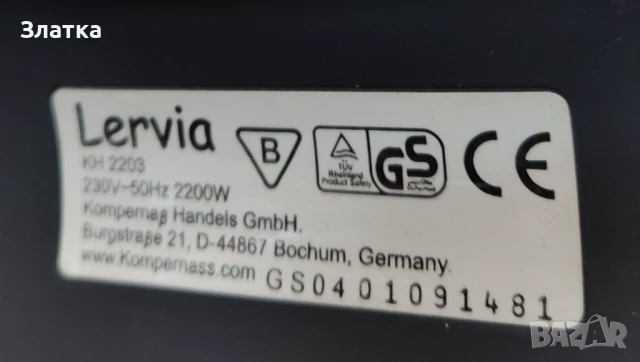 Златка
Lervia
B
TÜV
Rheinland
Product Safety
GS
CE
KH 2203
230V~50Hz 2200W
Kompernaß Handels GmbH.
Burgstraße 21, D-44867 Bochum, Germany.
www.Kompernass.com
GS0401091481
BAZAR